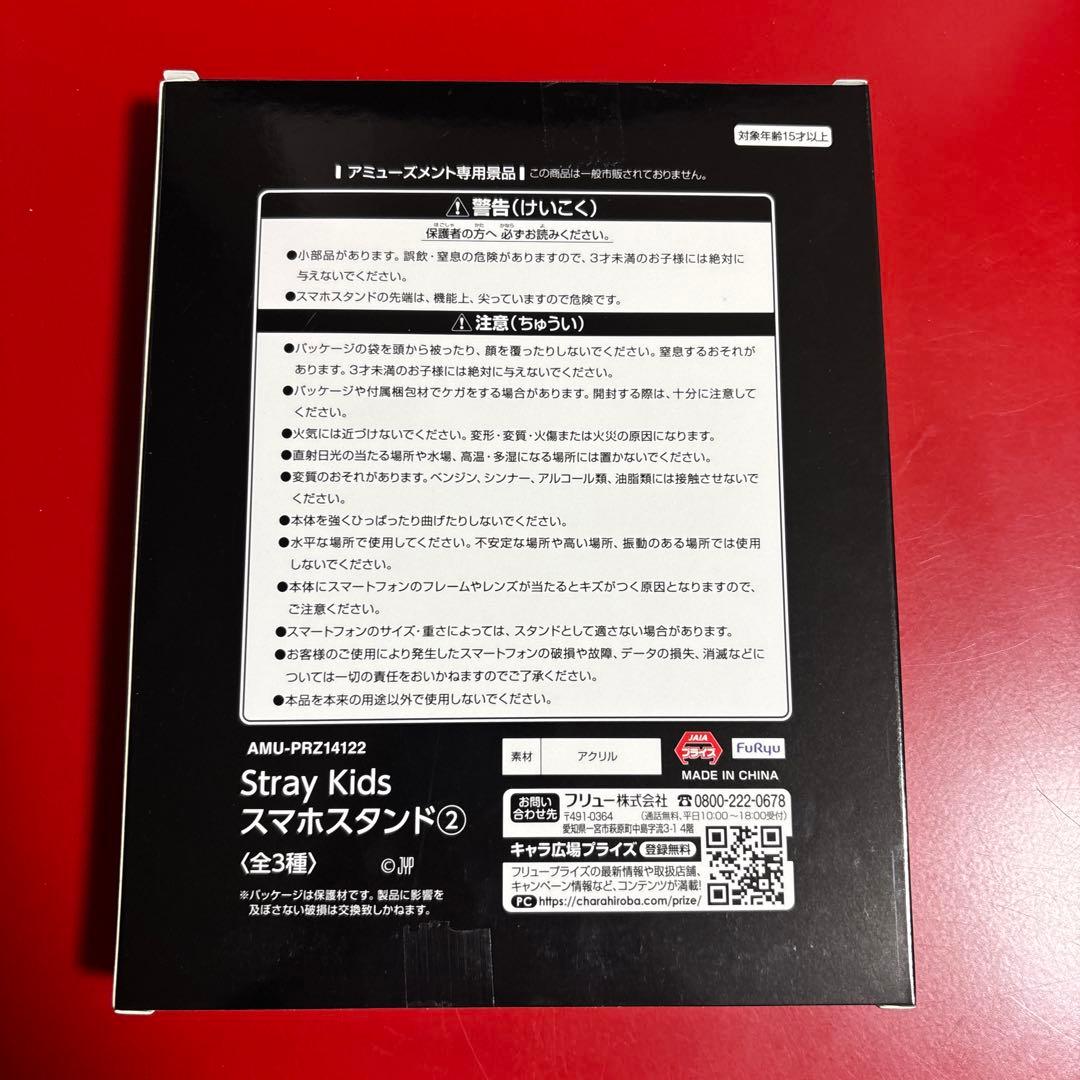 対象年齢15才以上
アミューズメント専用景品 この商品は一般市販されておりません。
警告(けいこく)
保護者の方へ 必ずお読みください。
●小部品があります。誤飲・窒息の危険がありますので、3才未満のお子様には絶対に
与えないでください。
●スマホスタンドの先端は、機能上、尖っていますので危険です。
注意(ちゅうい)
●パッケージの袋を頭から被ったり、顔を覆ったりしないでください。窒息するおそれが
あります。3才未満のお子様には絶対に与えないでください。
●パッケージや付属梱包材でケガをする場合があります。開封する際は、十分に注意して
ください。
●火気には近づけないでください。変形・変質・火傷または火災の原因になります。
●直射日光の当たる場所や水場、高温・多湿になる場所には置かないでください。
●変質のおそれがあります。ベンジン、シンナー、アルコール類、油脂類には接触させないで
ください。
●本体を強くひっぱったり曲げたりしないでください。
●水平な場所で使用してください。不安定な場所や高い場所、振動のある場所では使用
しないでください。
●本体にスマートフォンのフレームやレンズが当たるとキズがつく原因となりますので、
ご注意ください。
●スマートフォンのサイズ・重さによっては、スタンドとして適さない場合があります。
●お客様のご使用により発生したスマートフォンの破損や故障、データの損失、消滅などに
ついては一切の責任をおいかねますのでご了承ください。
●本品を本来の用途以外で使用しないでください。
AMU-PRZ14122
Stray Kids
スマホスタンド②
〈全3種〉 ©JYP
※パッケージは保護材です。製品に影響を
及ぼさない破損は交換致しかねます。
素材 アクリル
JAIA
プライズ
FuRyu
MADE IN CHINA
お問い
合わせ先
フリュー株式会社 ☎0800-222-0678
〒491-0364 (通話無料、平日10:00〜18:00受付)
愛知県一宮市萩原町中島字流3-1 4階
キャラ広場プライズ 登録無料
フリュープライズの最新情報や取扱店舗、
キャンペーン情報など、コンテンツが満載!
PC https://charahiroba.com/prize/